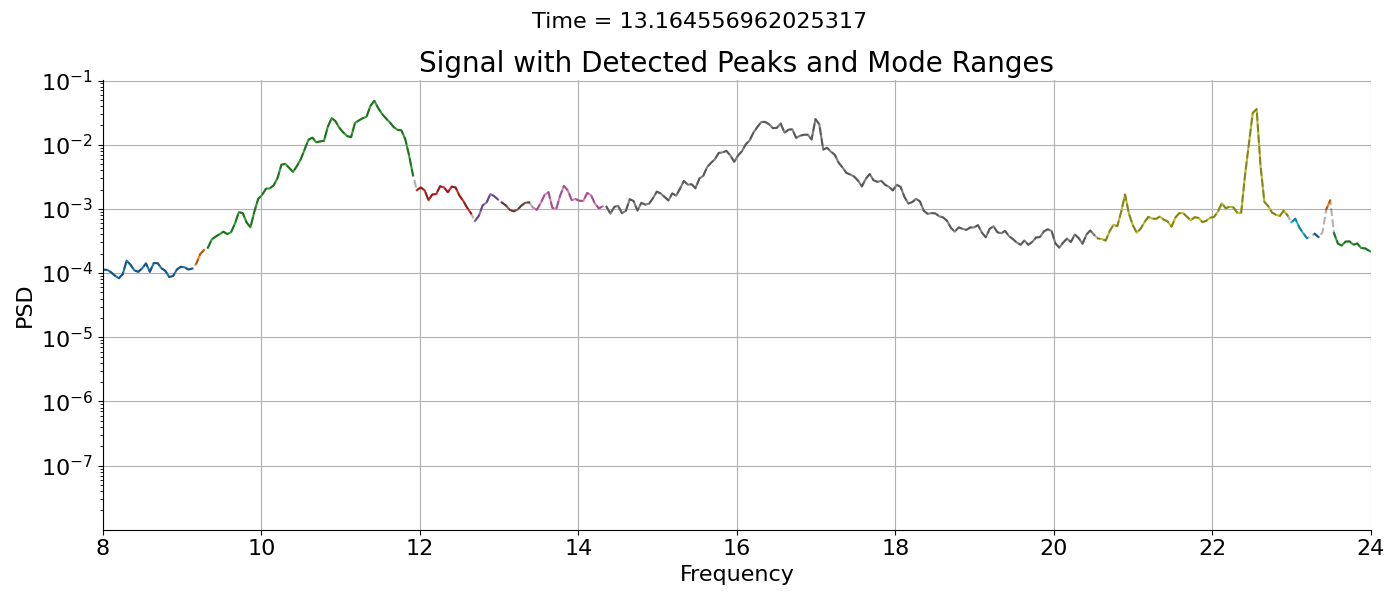 Time = 13.164556962025317
Signal with Detected Peaks and Mode Ranges
PSD
10⁻¹
10⁻²
10⁻³
10⁻⁴
10⁻⁵
10⁻⁶
10⁻⁷
8 10 12 14 16 18 20 22 24
Frequency